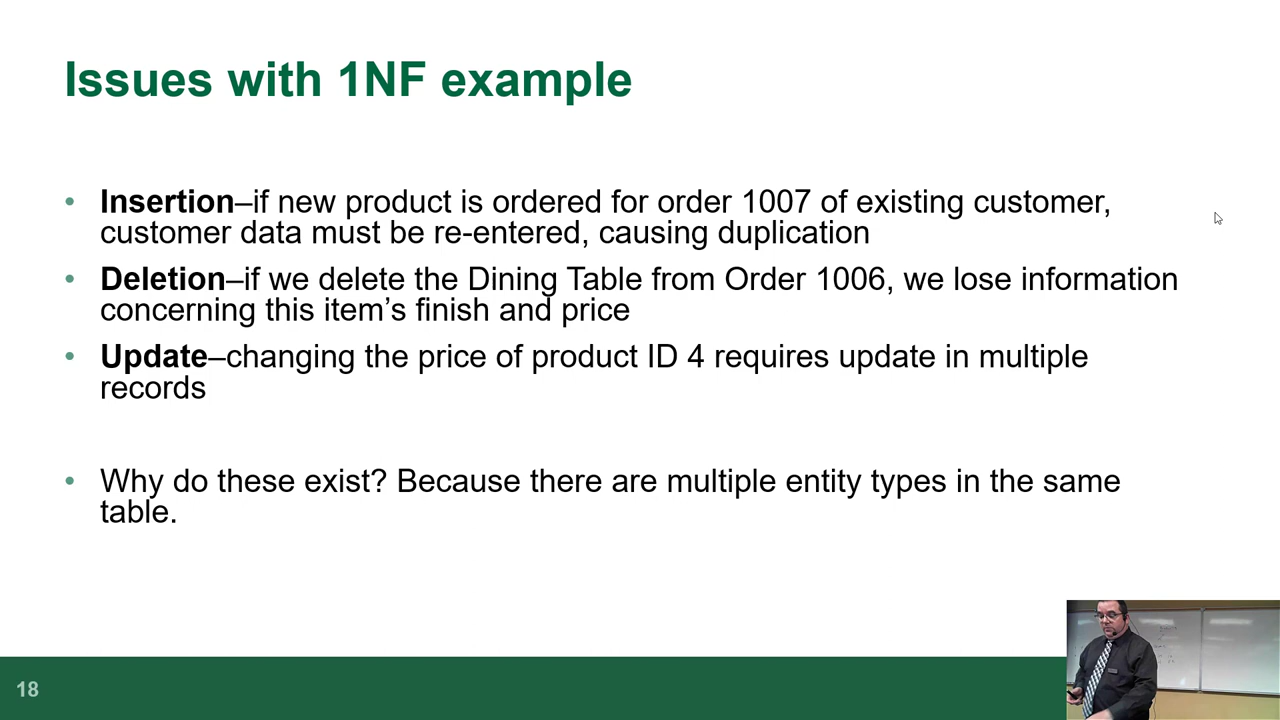 Issues with 1NF example
• Insertion–if new product is ordered for order 1007 of existing customer,
customer data must be re-entered, causing duplication
• Deletion–if we delete the Dining Table from Order 1006, we lose information
concerning this item’s finish and price
• Update–changing the price of product ID 4 requires update in multiple
records
• Why do these exist? Because there are multiple entity types in the same
table.
18